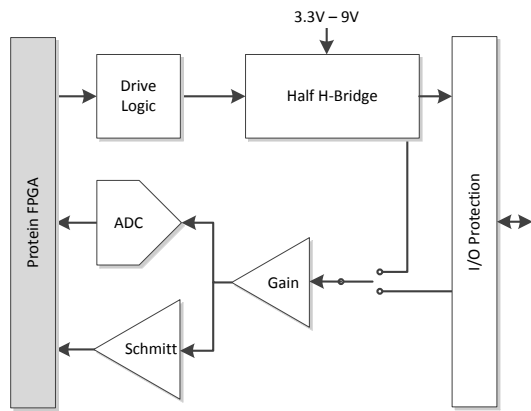 3.3V – 9V
Drive
Logic
Half H-Bridge
Protein FPGA
ADC
Gain
I/O Protection
Schmitt